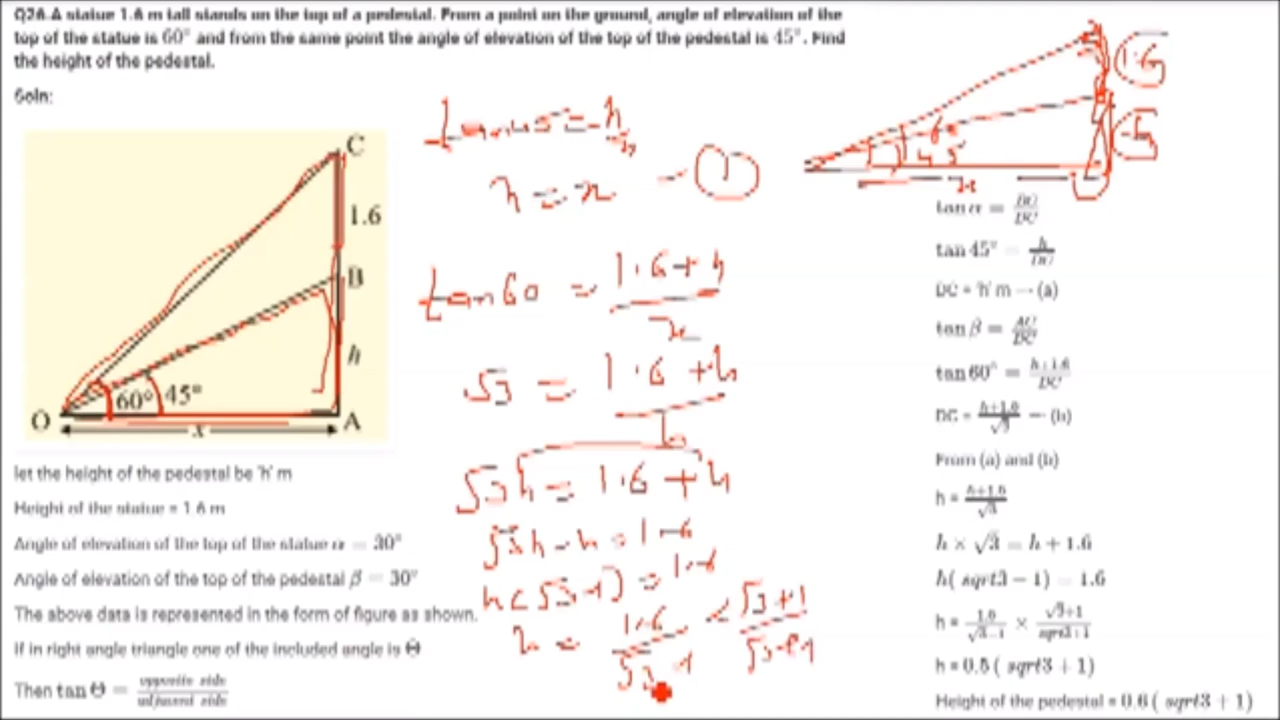 Q26-A statue 1.6 m tall stands on the top of a pedestal. From a point on the ground, angle of elevation of the
top of the statue is 60° and from the same point the angle of elevation of the top of the pedestal is 45°. Find
the height of the pedestal.
Soln:
C
1.6
B
h
60° 45°
O
x
A
let the height of the pedestal be 'h' m
Height of the statue = 1.6 m
Angle of elevation of the top of the statue α = 30°
Angle of elevation of the top of the pedestal β = 30°
The above data is represented in the form of figure as shown.
If in right angle triangle one of the included angle is Θ
Then tan Θ = opposite side / adjacent side
tan 45 = h/x
h = x - 1
tan 60 = 1.6+h / x
√3 = 1.6+h / h
√3h = 1.6+h
√3h - h = 1.6
h(√3-1) = 1.6
h = 1.6/√3-1 × √3+1/√3+1
1.6
h
60
45
x
tan α =
tan 45° = h/DC
DC = 'h' m --- (a)
tan β =
tan 60° = h+1.6/DC
DC = h+1.6/√3 --- (b)
From (a) and (b)
h = h+1.6/√3
h × √3 = h + 1.6
h( sqrt3 − 1) = 1.6
h = 1.6/√3−1 × √3+1/sqrt3+1
h = 0.8 ( sqrt3 + 1)
Height of the pedestal = 0.8 ( sqrt3 + 1)